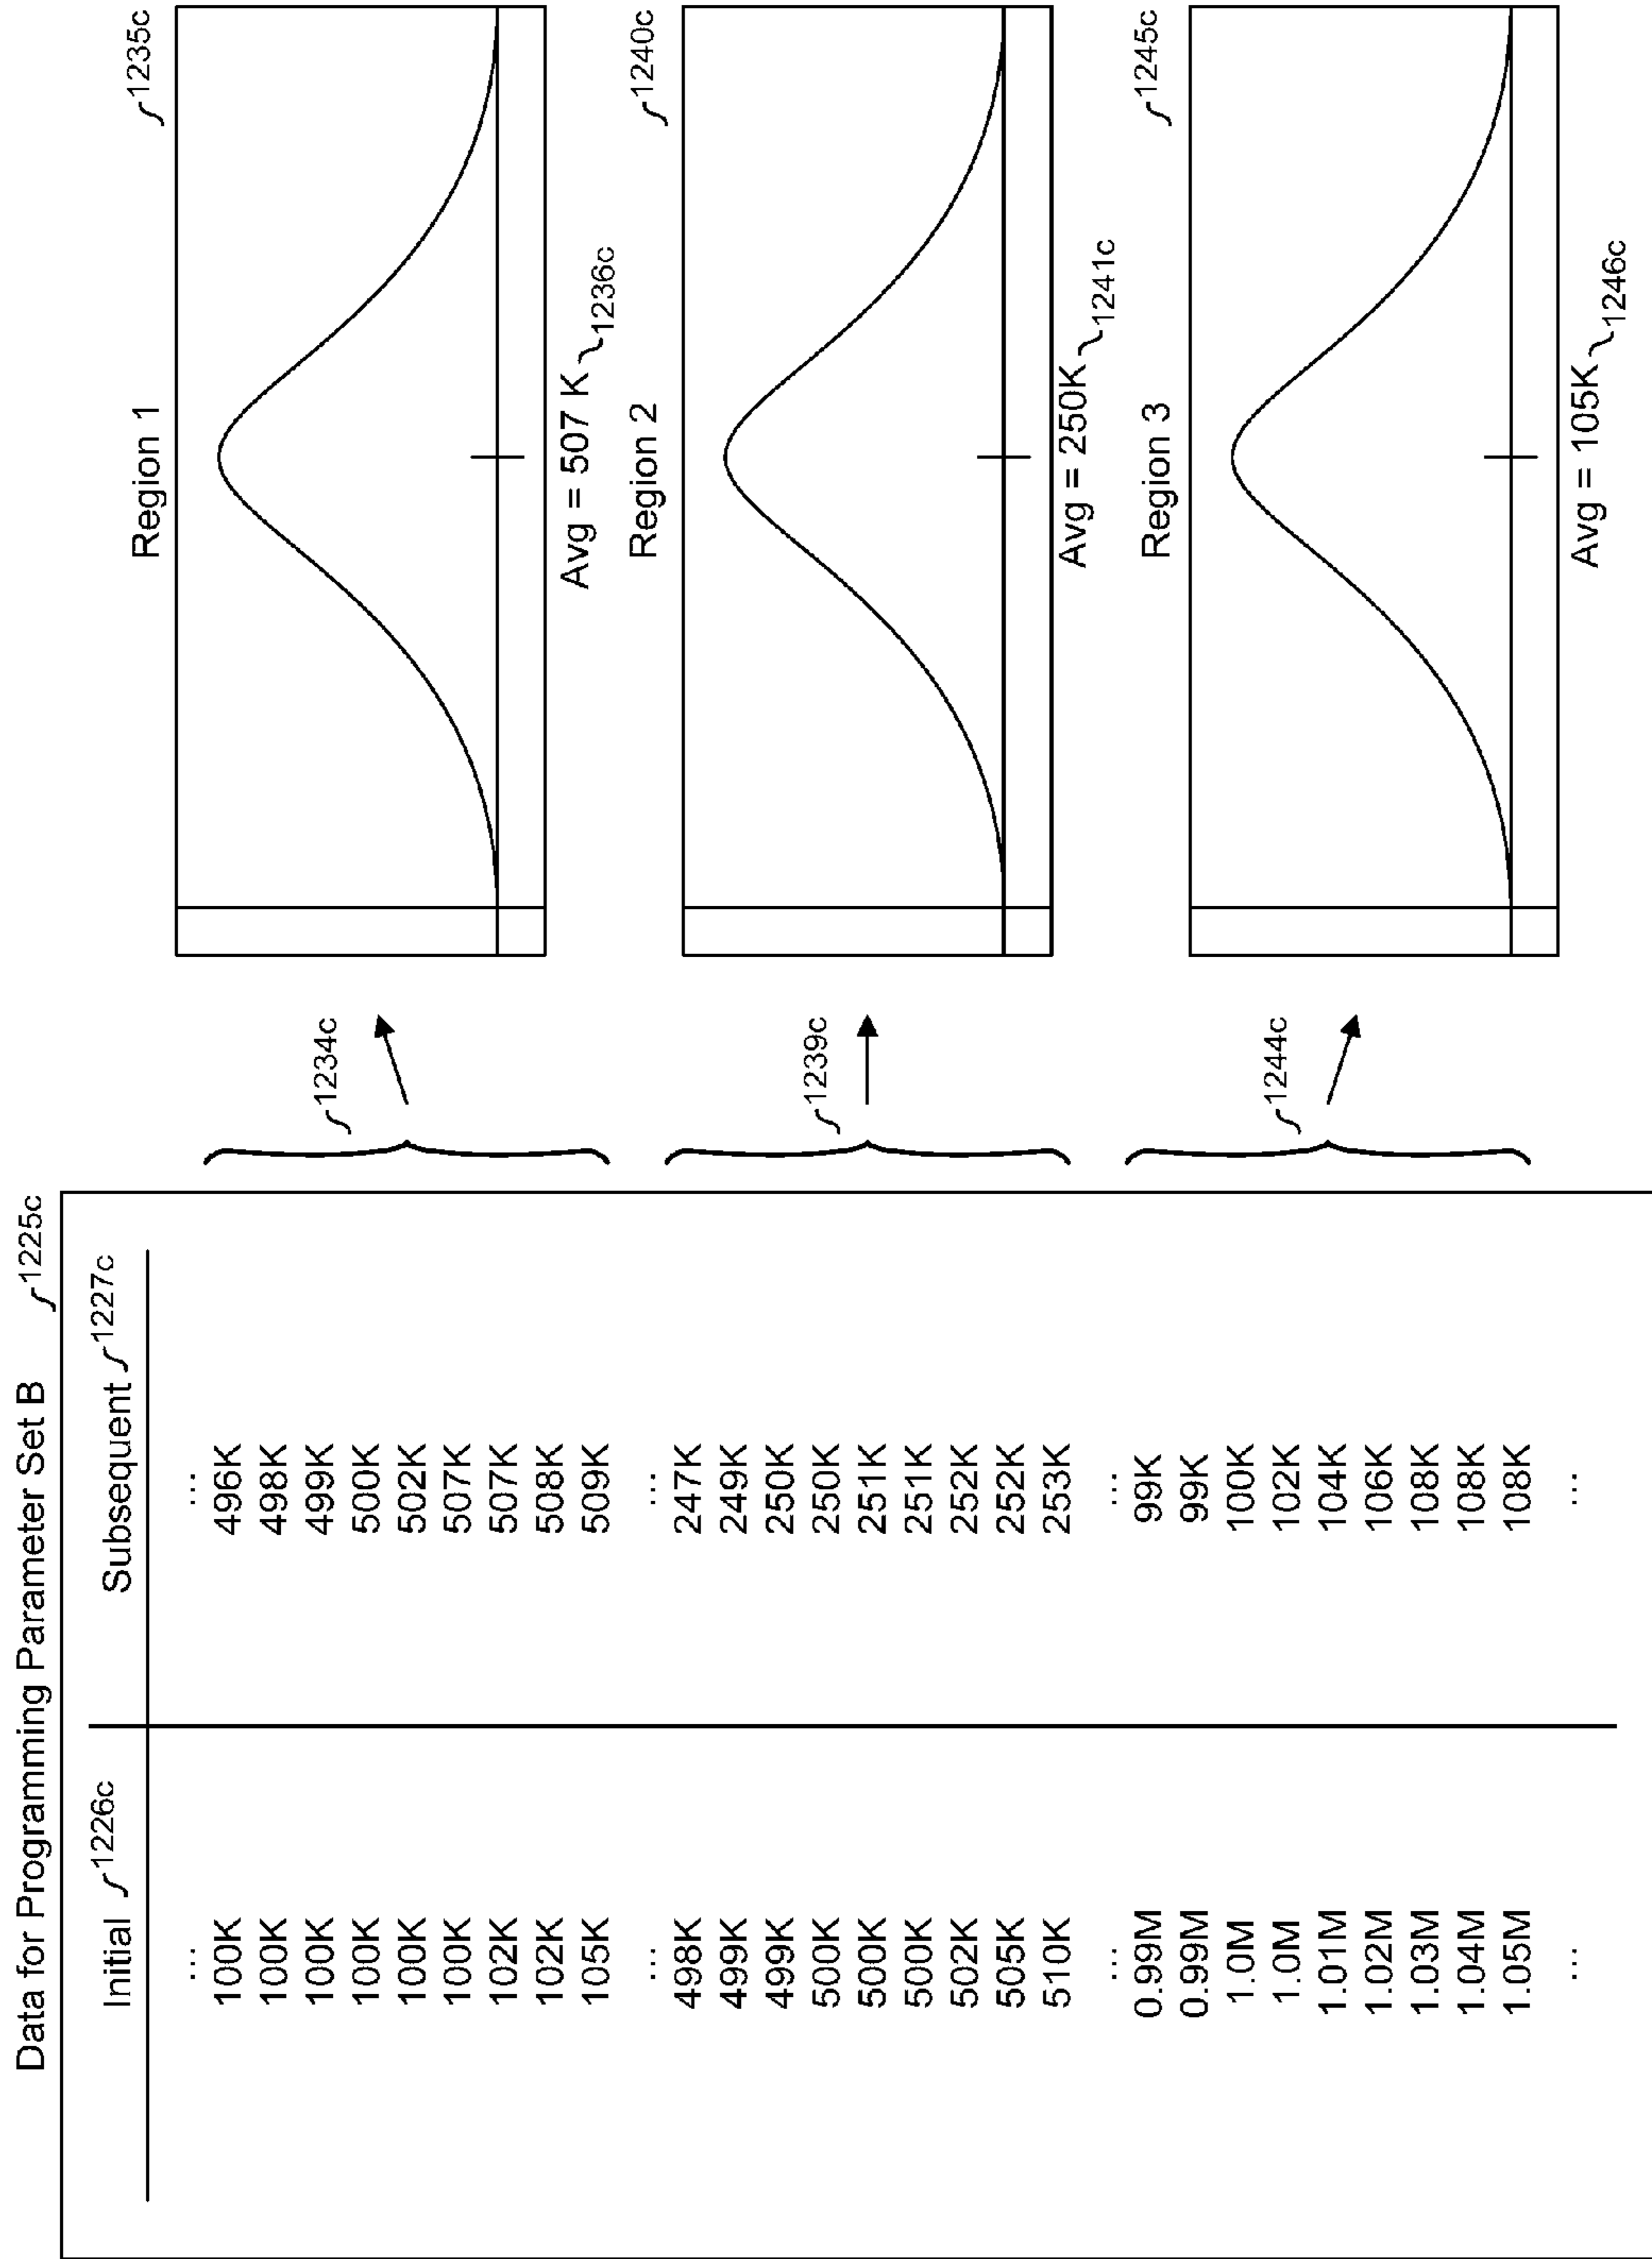 Data for Programming Parameter Set B 1225c
Initial 1226c Subsequent 1227c
... ...
100K 496K
100K 498K
100K 499K
100K 500K
100K 502K
100K 507K
102K 507K
102K 508K
105K 509K
... ...
498K 247K
499K 249K
499K 250K
500K 250K
500K 251K
500K 251K
502K 252K
505K 252K
510K 253K
... ...
0.99M 99K
0.99M 99K
1.0M 100K
1.0M 102K
1.01M 104K
1.02M 106K
1.03M 108K
1.04M 108K
1.05M 108K
... ...
1234c
1239c
1244c
Region 1 1235c
Avg = 507 K 1236c
Region 2 1240c
Avg = 250K 1241c
Region 3 1245c
Avg = 105K 1246c